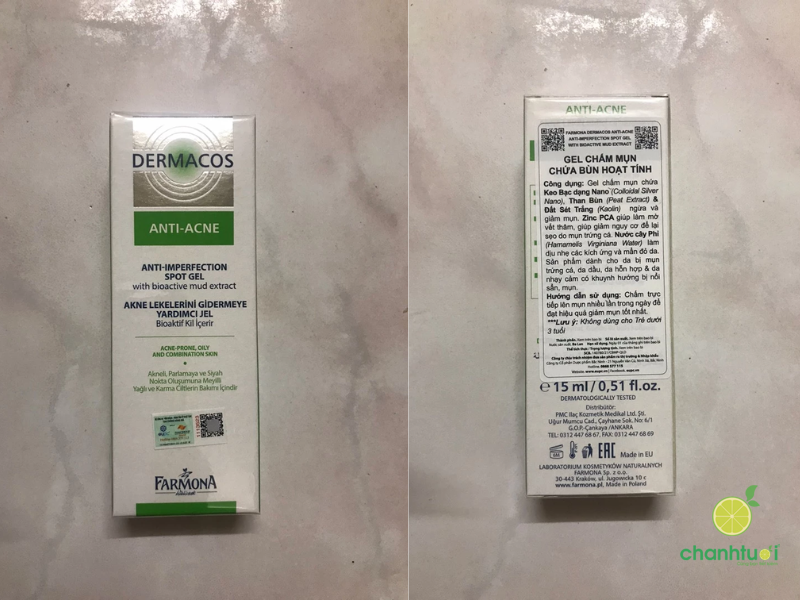 DERMACOS
ANTI-ACNE
ANTI-IMPERFECTION
SPOT GEL
with bioactive mud extract
AKNE LEKELERİNİ GİDERMEYE
YARDIMCI JEL
Bioaktif Kil İçerir
ACNE-PRONE, OILY
AND COMBINATION SKIN
Akneli, Parlamaya ve Siyah
Nokta Oluşumuna Meyilli
Yağlı ve Karma Ciltlerin Bakımı İçindir
FARMONA
ANTI-ACNE
FARMONA DERMACOS ANTI-ACNE
ANTI-IMPERFECTION SPOT GEL
WITH BIOACTIVE MUD EXTRACT
GEL CHẤM MỤN
CHỨA BÙN HOẠT TÍNH
Công dụng: Gel chấm mụn chứa
Keo Bạc dạng Nano (Colloidal Silver
Nano), Than Bùn (Peat Extract) &
Đất Sét Trắng (Kaolin) ngừa và
giảm mụn. Zinc PCA giúp làm mờ
vết thâm, giúp giảm nguy cơ để lại
sẹo do mụn trứng cá. Nước cây Phỉ
(Hamamelis Virginiana Water) làm
dịu nhẹ các kích ứng và mẩn đỏ da.
Sản phẩm dành cho da bị mụn
trứng cá, da dầu, da hỗn hợp & da
nhạy cảm có khuynh hướng bị nổi
sẩn, mụn.
Hướng dẫn sử dụng: Chấm trực
tiếp lên mụn nhiều lần trong ngày để
đạt hiệu quả giảm mụn tốt nhất.
***Lưu ý: Không dùng cho Trẻ dưới
3 tuổi
℮ 15 ml / 0,51 fl.oz.
DERMATOLOGICALLY TESTED
Distribütör:
PMC İlaç Kozmetik Medikal Ltd. Şti.
Uğur Mumcu Cad., Çayhane Sok. No: 6/1
G.O.P.-Çankaya/ANKARA
TEL: 0312 447 68 67, FAX: 0312 447 68 69
EAC Made in EU
LABORATORIUM KOSMETYKÓW NATURALNYCH
FARMONA Sp. z o.o.
30-443 Kraków, ul. Jugowicka 10 c
www.farmona.pl, Made in Poland
chanhtươi